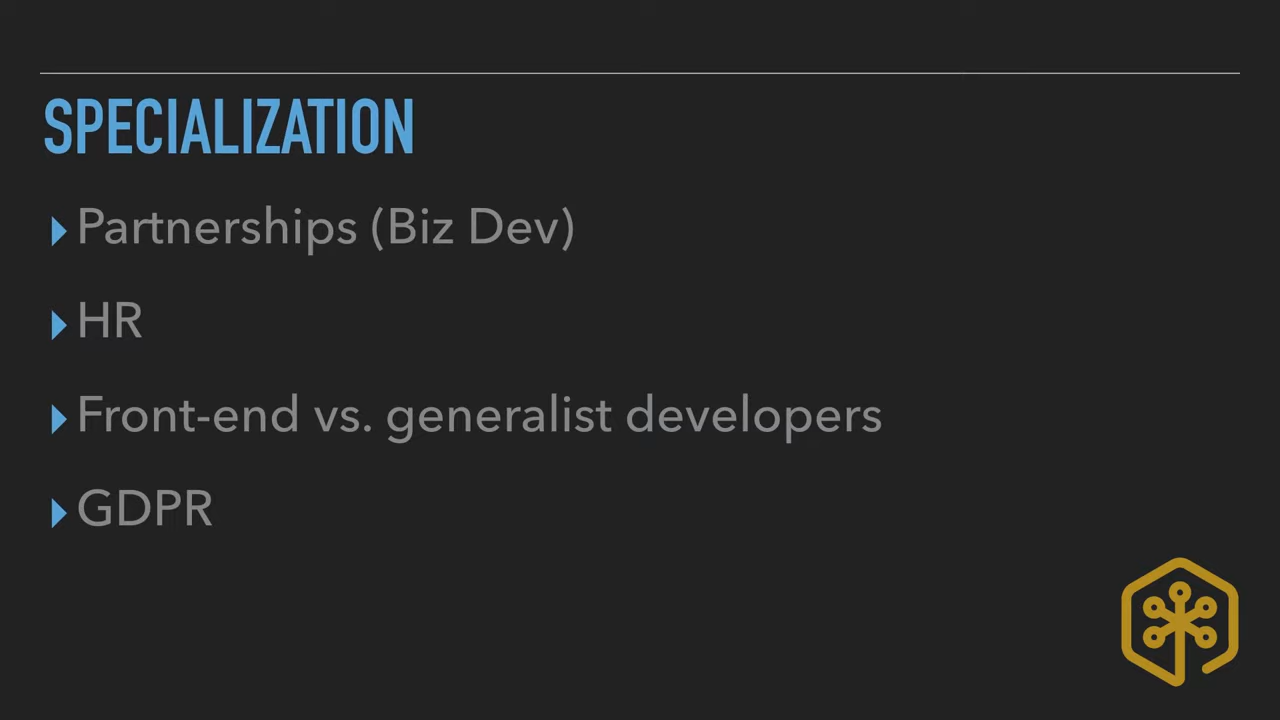 SPECIALIZATION
Partnerships (Biz Dev)
HR
Front-end vs. generalist developers
GDPR